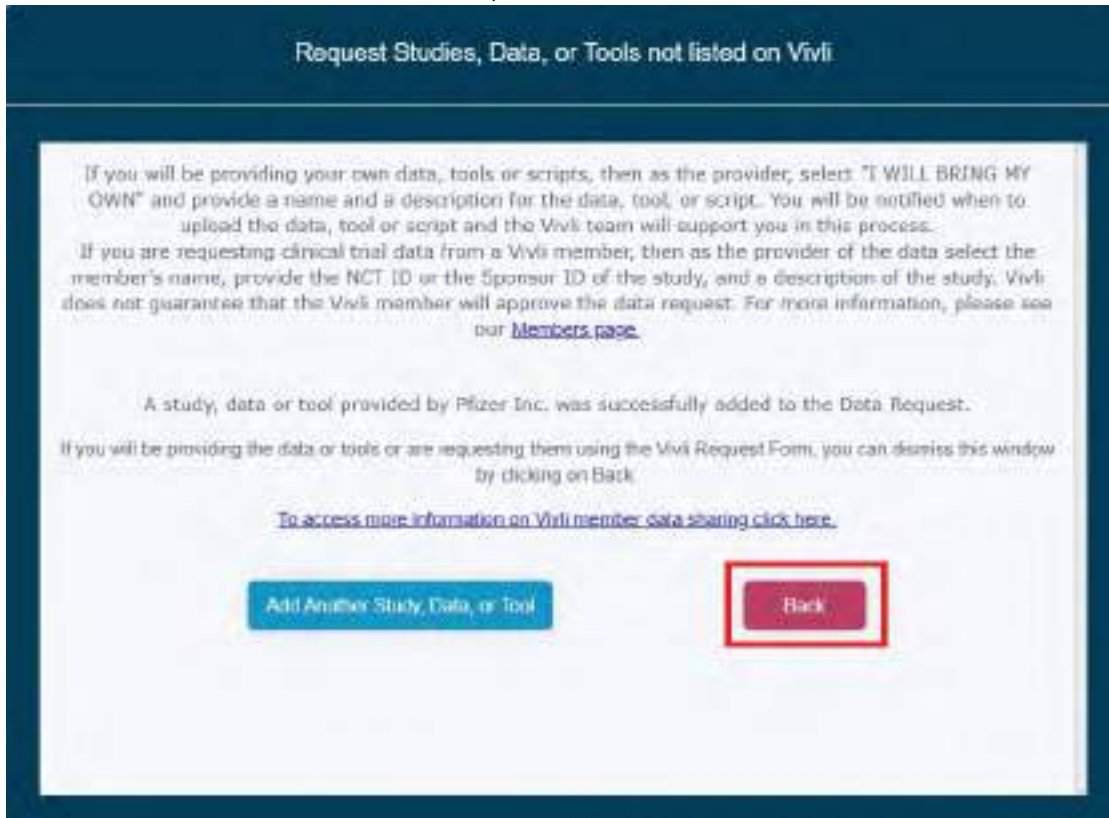 Request Studies, Data, or Tools not listed on Vivli
If you will be providing your own data, tools or scripts, then as the provider, select "I WILL BRING MY
OWN" and provide a name and a description for the data, tool, or script. You will be notified when to
upload the data, tool or script and the Vivli team will support you in this process.
If you are requesting clinical trial data from a Vivli member, then as the provider of the data select the
member's name, provide the NCT ID or the Sponsor ID of the study, and a description of the study. Vivli
does not guarantee that the Vivli member will approve the data request. For more information, please see
our Members page.
A study, data or tool provided by Pfizer Inc. was successfully added to the Data Request.
If you will be providing the data or tools or are requesting them using the Vivli Request Form, you can dismiss this window
by clicking on Back
To access more information on Vivli member data sharing click here.
Add Another Study, Data, or Tool
Back